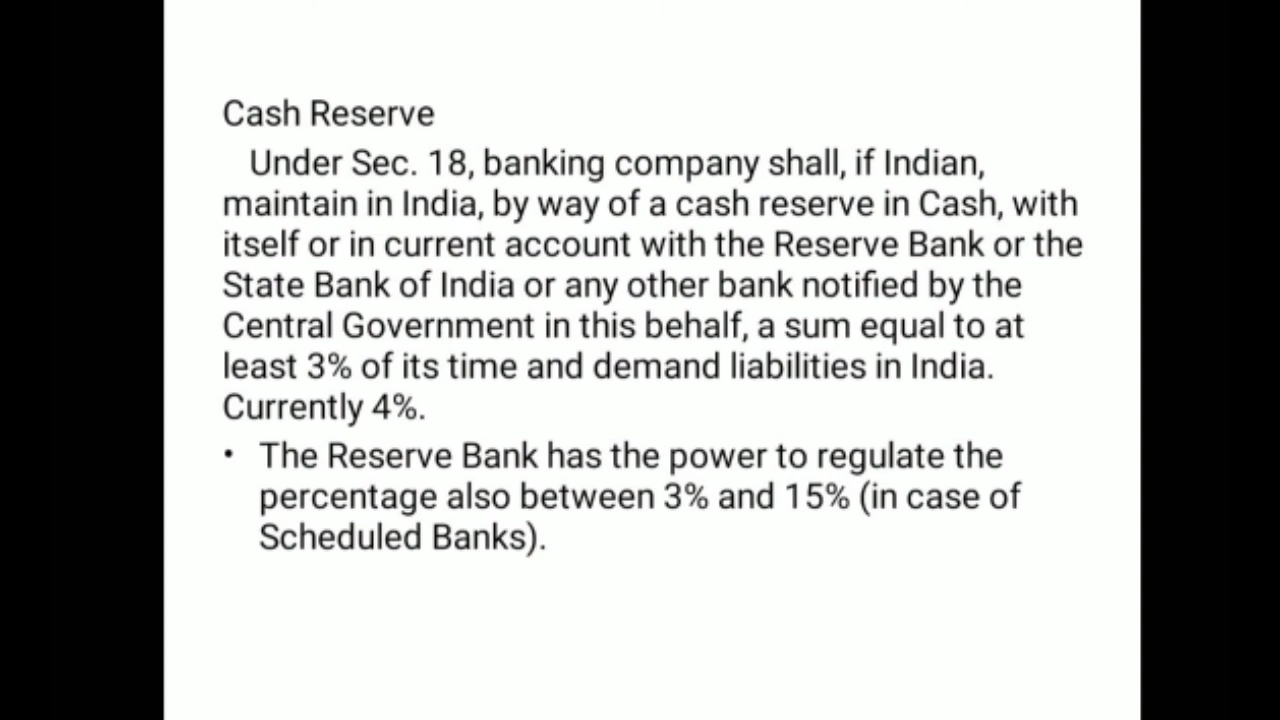 Cash Reserve
Under Sec. 18, banking company shall, if Indian,
maintain in India, by way of a cash reserve in Cash, with
itself or in current account with the Reserve Bank or the
State Bank of India or any other bank notified by the
Central Government in this behalf, a sum equal to at
least 3% of its time and demand liabilities in India.
Currently 4%.
• The Reserve Bank has the power to regulate the
percentage also between 3% and 15% (in case of
Scheduled Banks).